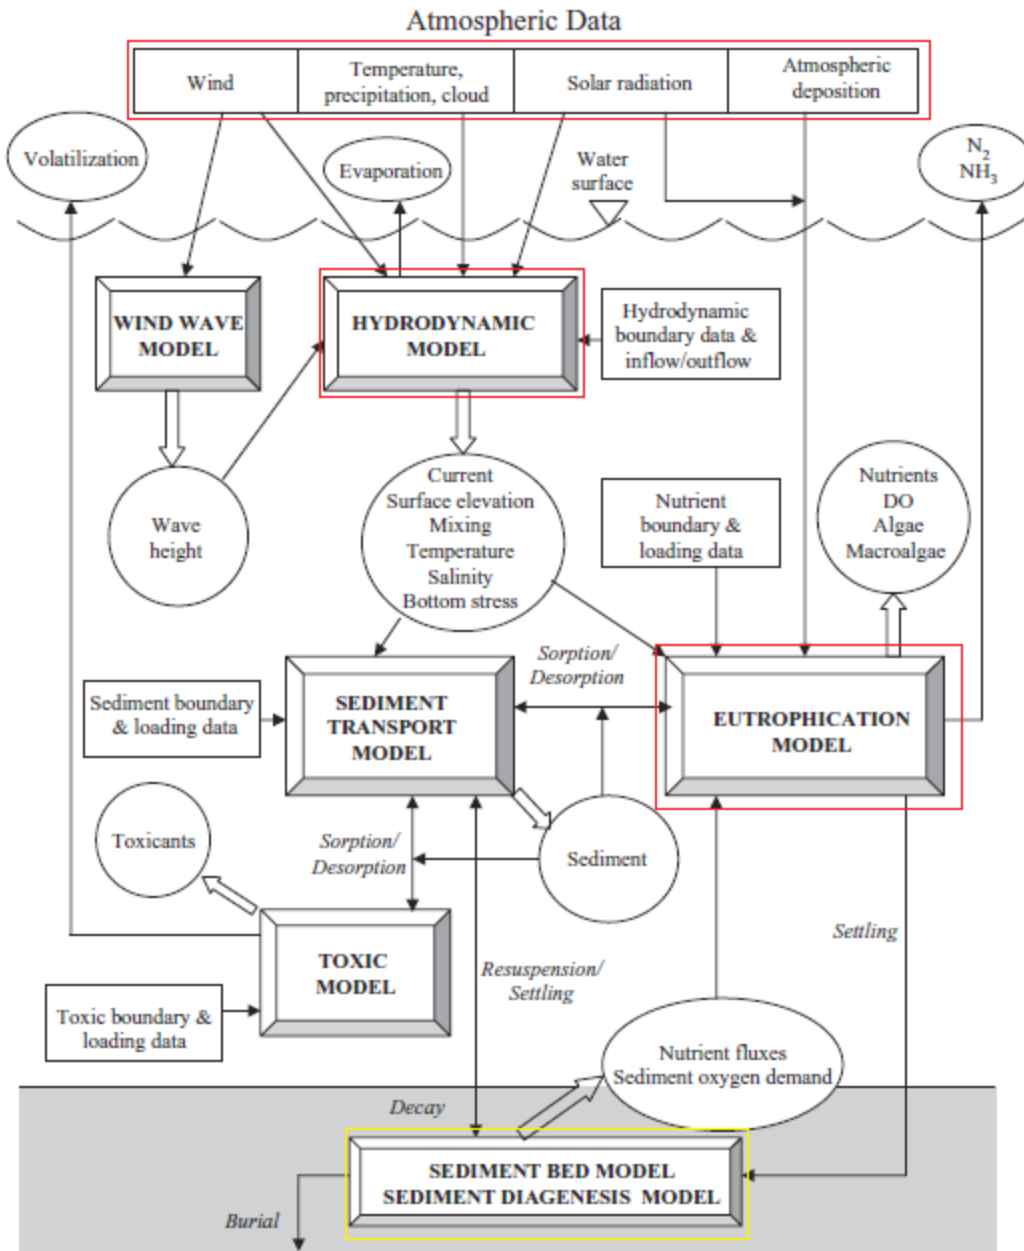 Atmospheric Data
Wind
Temperature,
precipitation, cloud
Solar radiation
Atmospheric
deposition
Volatilization
Evaporation
Water
surface
N2
NH3
WIND WAVE
MODEL
HYDRODYNAMIC
MODEL
Hydrodynamic
boundary data &
inflow/outflow
Wave
height
Current
Surface elevation
Mixing
Temperature
Salinity
Bottom stress
Nutrient
boundary &
loading data
Nutrients
DO
Algae
Macroalgae
Sediment boundary
& loading data
SEDIMENT
TRANSPORT
MODEL
Sorption/
Desorption
EUTROPHICATION
MODEL
Toxicants
Sorption/
Desorption
Sediment
TOXIC
MODEL
Resuspension/
Settling
Settling
Toxic boundary &
loading data
Nutrient fluxes
Sediment oxygen demand
Decay
SEDIMENT BED MODEL
SEDIMENT DIAGENESIS MODEL
Burial